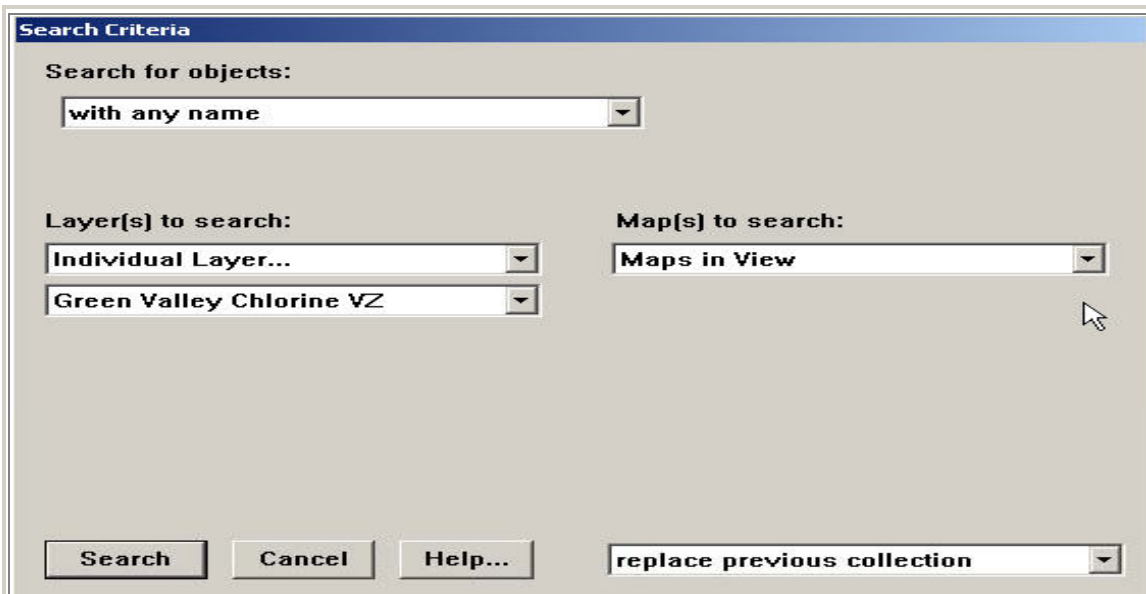 Search Criteria
Search for objects:
with any name
Layer(s) to search:
Map(s) to search:
Individual Layer...
Maps in View
Green Valley Chlorine VZ
Search
Cancel
Help...
replace previous collection